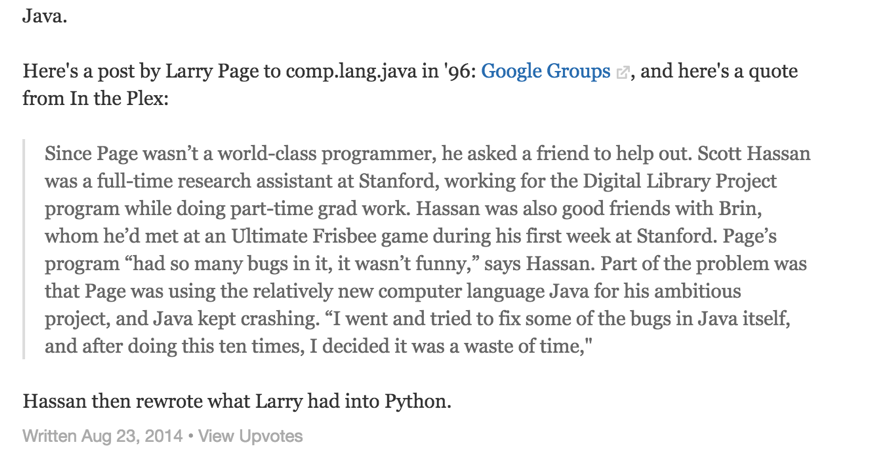 Java.
Here's a post by Larry Page to comp.lang.java in '96: Google Groups, and here's a quote
from In the Plex:
Since Page wasn’t a world-class programmer, he asked a friend to help out. Scott Hassan
was a full-time research assistant at Stanford, working for the Digital Library Project
program while doing part-time grad work. Hassan was also good friends with Brin,
whom he’d met at an Ultimate Frisbee game during his first week at Stanford. Page’s
program “had so many bugs in it, it wasn’t funny,” says Hassan. Part of the problem was
that Page was using the relatively new computer language Java for his ambitious
project, and Java kept crashing. “I went and tried to fix some of the bugs in Java itself,
and after doing this ten times, I decided it was a waste of time,"
Hassan then rewrote what Larry had into Python.
Written Aug 23, 2014 • View Upvotes